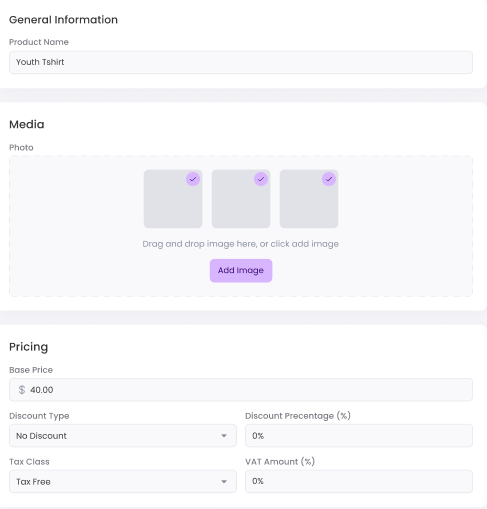 General Information
Product Name
Youth Tshirt
Media
Photo
Drag and drop image here, or click add image
Add Image
Pricing
Base Price
$ 40.00
Discount Type
Discount Precentage (%)
No Discount
0%
Tax Class
VAT Amount (%)
Tax Free
0%